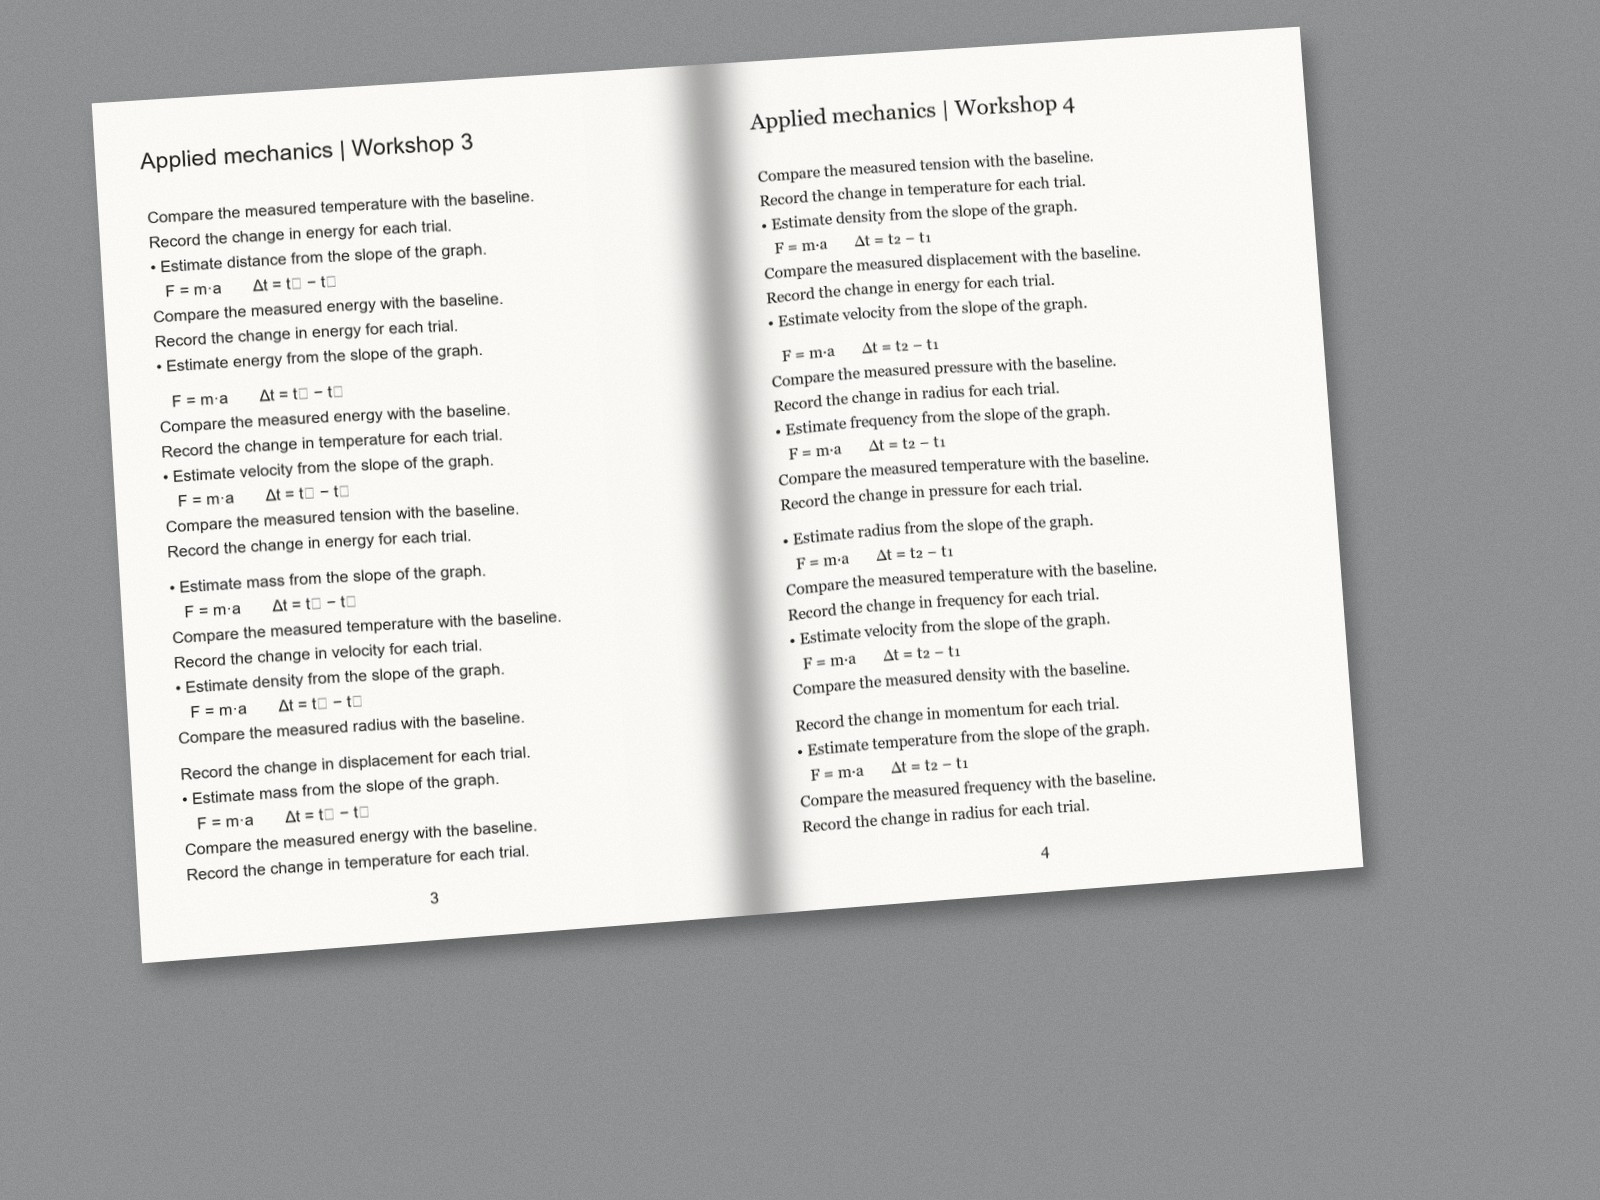 Applied mechanics | Workshop 3
Compare the measured temperature with the baseline.
Record the change in energy for each trial.
• Estimate distance from the slope of the graph.
F = m·a Δt = t□ − t□
Compare the measured energy with the baseline.
Record the change in energy for each trial.
• Estimate energy from the slope of the graph.
F = m·a Δt = t□ − t□
Compare the measured energy with the baseline.
Record the change in temperature for each trial.
• Estimate velocity from the slope of the graph.
F = m·a Δt = t□ − t□
Compare the measured tension with the baseline.
Record the change in energy for each trial.
• Estimate mass from the slope of the graph.
F = m·a Δt = t□ − t□
Compare the measured temperature with the baseline.
Record the change in velocity for each trial.
• Estimate density from the slope of the graph.
F = m·a Δt = t□ − t□
Compare the measured radius with the baseline.
Record the change in displacement for each trial.
• Estimate mass from the slope of the graph.
F = m·a Δt = t□ − t□
Compare the measured energy with the baseline.
Record the change in temperature for each trial.
3
Applied mechanics | Workshop 4
Compare the measured tension with the baseline.
Record the change in temperature for each trial.
• Estimate density from the slope of the graph.
F = m·a Δt = t₂ − t₁
Compare the measured displacement with the baseline.
Record the change in energy for each trial.
• Estimate velocity from the slope of the graph.
F = m·a Δt = t₂ − t₁
Compare the measured pressure with the baseline.
Record the change in radius for each trial.
• Estimate frequency from the slope of the graph.
F = m·a Δt = t₂ − t₁
Compare the measured temperature with the baseline.
Record the change in pressure for each trial.
• Estimate radius from the slope of the graph.
F = m·a Δt = t₂ − t₁
Compare the measured temperature with the baseline.
Record the change in frequency for each trial.
• Estimate velocity from the slope of the graph.
F = m·a Δt = t₂ − t₁
Compare the measured density with the baseline.
Record the change in momentum for each trial.
• Estimate temperature from the slope of the graph.
F = m·a Δt = t₂ − t₁
Compare the measured frequency with the baseline.
Record the change in radius for each trial.
4